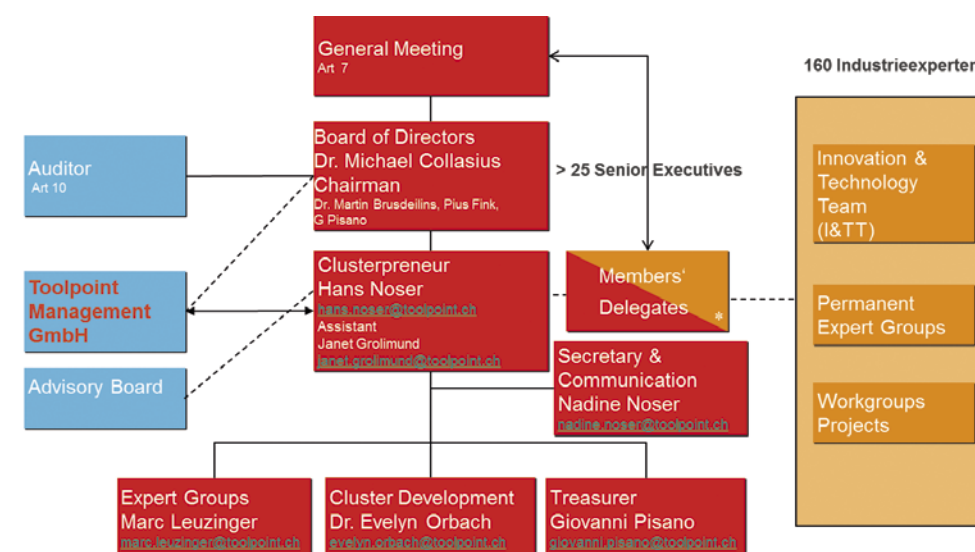 General Meeting
Art 7
160 Industrieexperten
Board of Directors
Dr. Michael Collasius
Chairman
Dr. Martin Brusdeilins, Pius Fink,
G Pisano
Auditor
Art 10
> 25 Senior Executives
Innovation &
Technology
Team
(I&TT)
Clusterpreneur
Hans Noser
hans.noser@toolpoint.ch
Assistant
Janet Grolimund
janet.grolimund@toolpoint.ch
Toolpoint
Management
GmbH
Members'
Delegates
*
Permanent
Expert Groups
Advisory Board
Secretary &
Communication
Nadine Noser
nadine.noser@toolpoint.ch
Workgroups
Projects
Expert Groups
Marc Leuzinger
marc.leuzinger@toolpoint.ch
Cluster Development
Dr. Evelyn Orbach
evelyn.orbach@toolpoint.ch
Treasurer
Giovanni Pisano
giovanni.pisano@toolpoint.ch